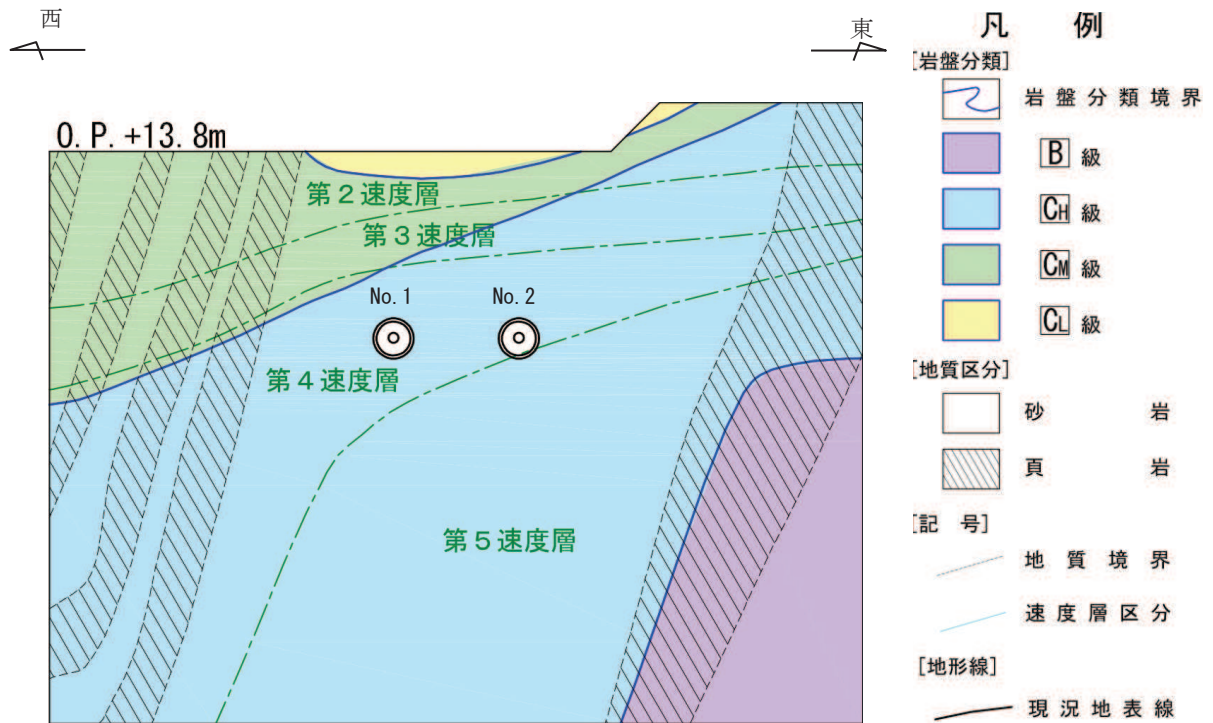 西
東
O.P.+13.8m
第2速度層
第3速度層
No.1
No.2
第4速度層
第5速度層
凡 例
[岩盤分類]
岩盤分類境界
B 級
CH 級
CM 級
CL 級
[地質区分]
砂 岩
頁 岩
[記 号]
地質境界
速度層区分
[地形線]
現況地表線